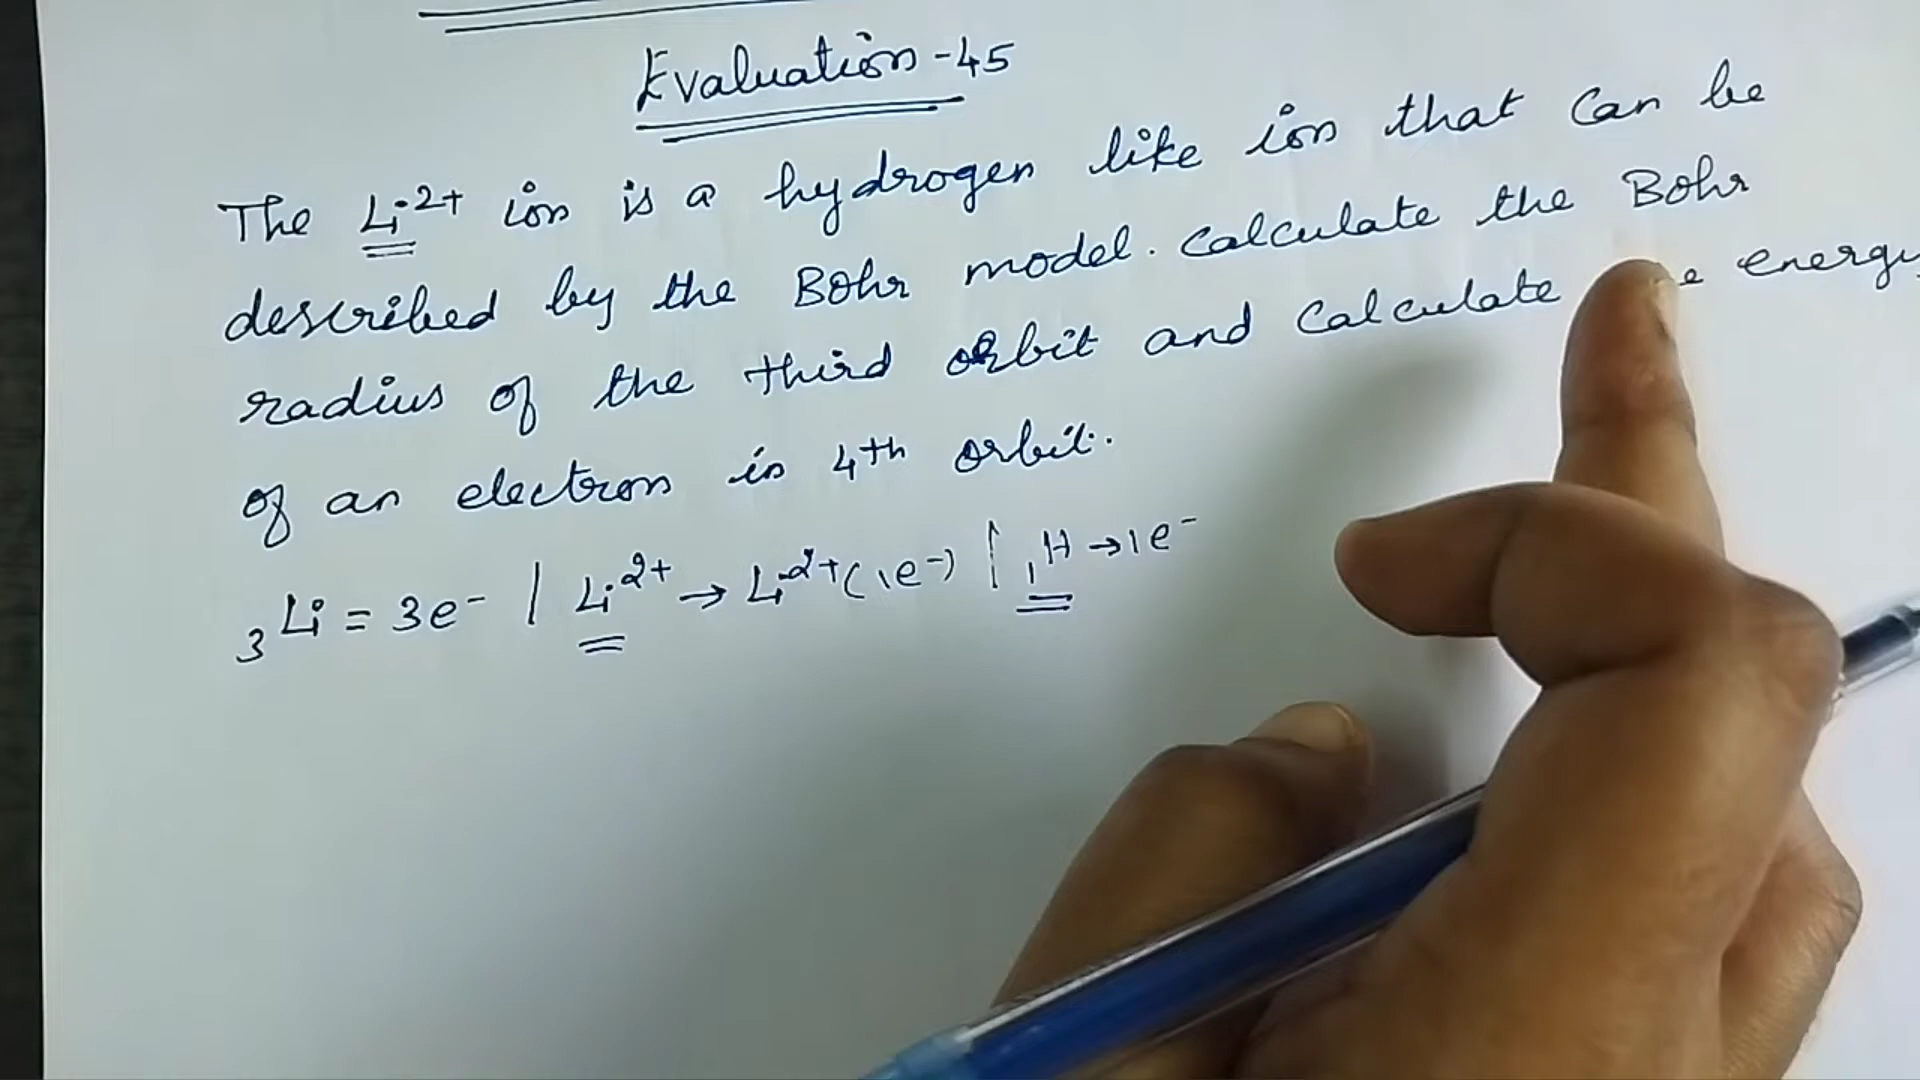 Evaluation-45
The Li²⁺ ion is a hydrogen like ion that can be
described by the Bohr model. Calculate the Bohr
radius of the third orbit and Calculate energy
of an electron in 4th orbit.
₃Li = 3e⁻ | Li²⁺ → Li²⁺(1e⁻) | ₁H → 1e⁻